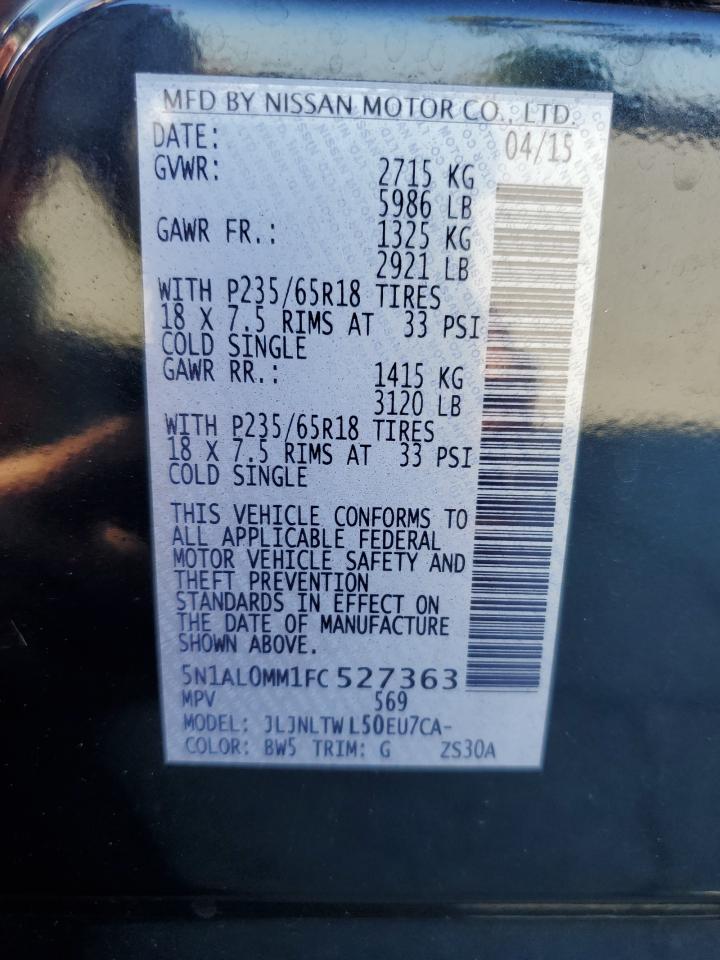 MFD BY NISSAN MOTOR CO., LTD.
DATE: 04/15
GVWR: 2715 KG
5986 LB
GAWR FR.: 1325 KG
2921 LB
WITH P235/65R18 TIRES
18 X 7.5 RIMS AT 33 PSI
COLD SINGLE
GAWR RR.: 1415 KG
3120 LB
WITH P235/65R18 TIRES
18 X 7.5 RIMS AT 33 PSI
COLD SINGLE
THIS VEHICLE CONFORMS TO
ALL APPLICABLE FEDERAL
MOTOR VEHICLE SAFETY AND
THEFT PREVENTION
STANDARDS IN EFFECT ON
THE DATE OF MANUFACTURE
SHOWN ABOVE.
5N1AL0MM1FC 527363
MPV 569
MODEL: JLJNLTW L50EU7CA-
COLOR: BW5 TRIM: G ZS30A